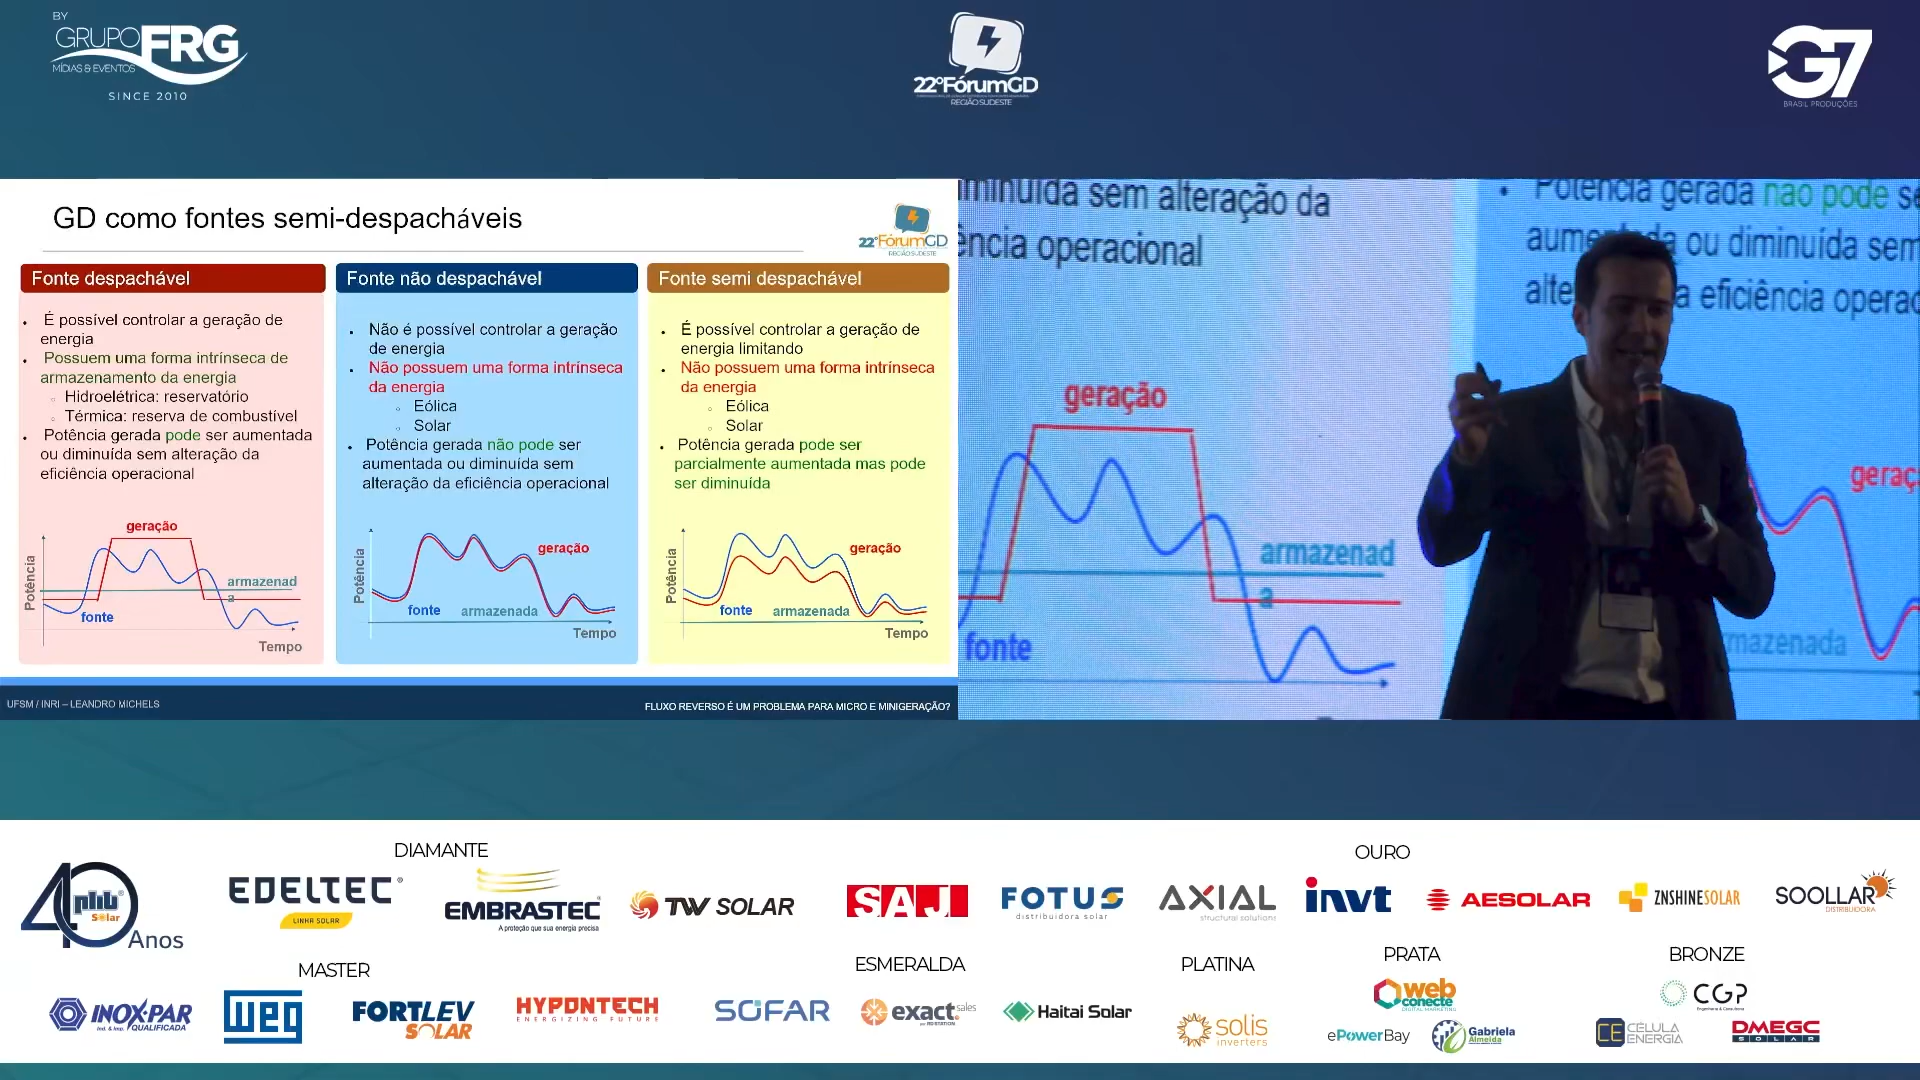 BY
GRUPO FRG
MÍDIAS & EVENTOS
SINCE 2010
22ºFórumGD
REGIÃO SUDESTE
G7
BRASIL PRODUÇÕES
GD como fontes semi-despacháveis
22ºFórumGD
REGIÃO SUDESTE
Fonte despachável
• É possível controlar a geração de
energia
• Possuem uma forma intrínseca de
armazenamento da energia
○ Hidroelétrica: reservatório
○ Térmica: reserva de combustível
• Potência gerada pode ser aumentada
ou diminuída sem alteração da
eficiência operacional
geração
Potência
armazenad
a
fonte
Tempo
Fonte não despachável
• Não é possível controlar a geração
de energia
• Não possuem uma forma intrínseca
da energia
○ Eólica
○ Solar
• Potência gerada não pode ser
aumentada ou diminuída sem
alteração da eficiência operacional
Potência
geração
fonte armazenada
Tempo
Fonte semi despachável
• É possível controlar a geração de
energia limitando
• Não possuem uma forma intrínseca
da energia
○ Eólica
○ Solar
• Potência gerada pode ser
parcialmente aumentada mas pode
ser diminuída
Potência
geração
fonte armazenada
Tempo
UFSM / INRI – LEANDRO MICHELS
FLUXO REVERSO É UM PROBLEMA PARA MICRO E MINIGERAÇÃO?
minuída sem alteração da
ência operacional
geração
armazenad
a
fonte
• Potência gerada não pode se
aumentada ou diminuída sem
alte a eficiência operac
geraç
mazenada
DIAMANTE
OURO
40 phb Solar Anos
EDELTEC
LINHA SOLAR
EMBRASTEC
A proteção que sua energia precisa
TW SOLAR
SAJ
FOTUS
distribuidora solar
AXIAL
structural solutions
invt
AESOLAR
ZNSHINESOLAR
SOOLLAR
DISTRIBUIDORA
MASTER
ESMERALDA
PLATINA
PRATA
BRONZE
INOX-PAR
Ind. & Imp. QUALIFICADA
WEG
FORTLEV
SOLAR
HYPONTECH
ENERGIZING FUTURE
SOFAR
exact sales
Haitai Solar
solis
inverters
web
conecte
DIGITAL MARKETING
ePowerBay
Gabriela
Almeida
CGP
Engenharia & Consultoria
CE CÉLULA
ENERGIA
DMEGC
SOLAR